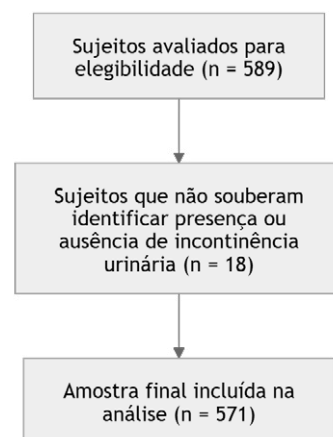 Sujeitos avaliados para
elegibilidade (n = 589)
Sujeitos que não souberam
identificar presença ou
ausência de incontinência
urinária (n = 18)
Amostra final incluída na
análise (n = 571)